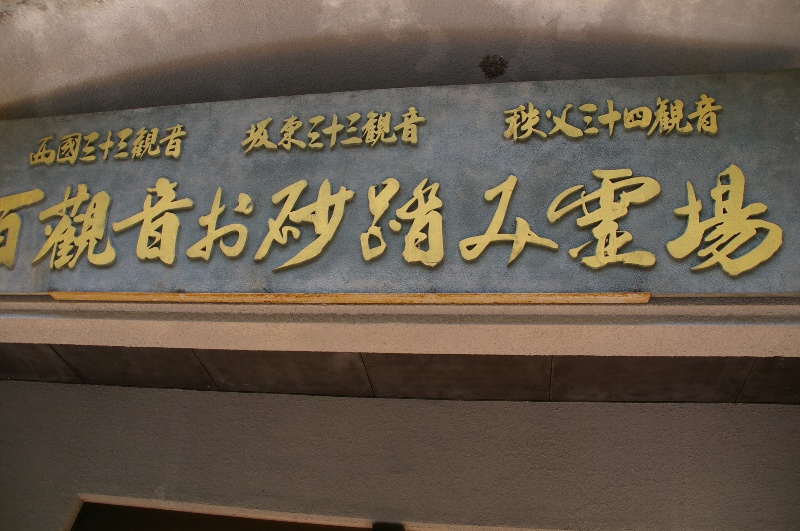 西國三十三観音 坂東三十三観音 秩父三十四観音
百觀音お砂踏み霊場